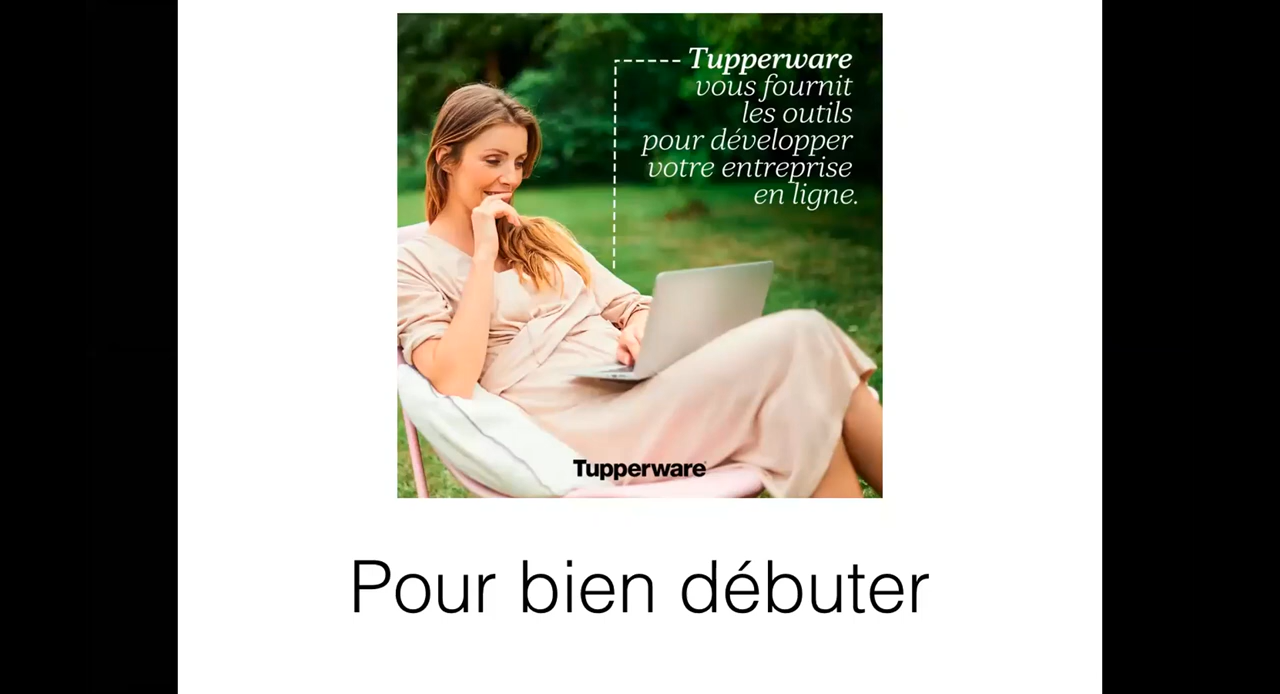 Tupperware
vous fournit
les outils
pour développer
votre entreprise
en ligne.
Tupperware
Pour bien débuter